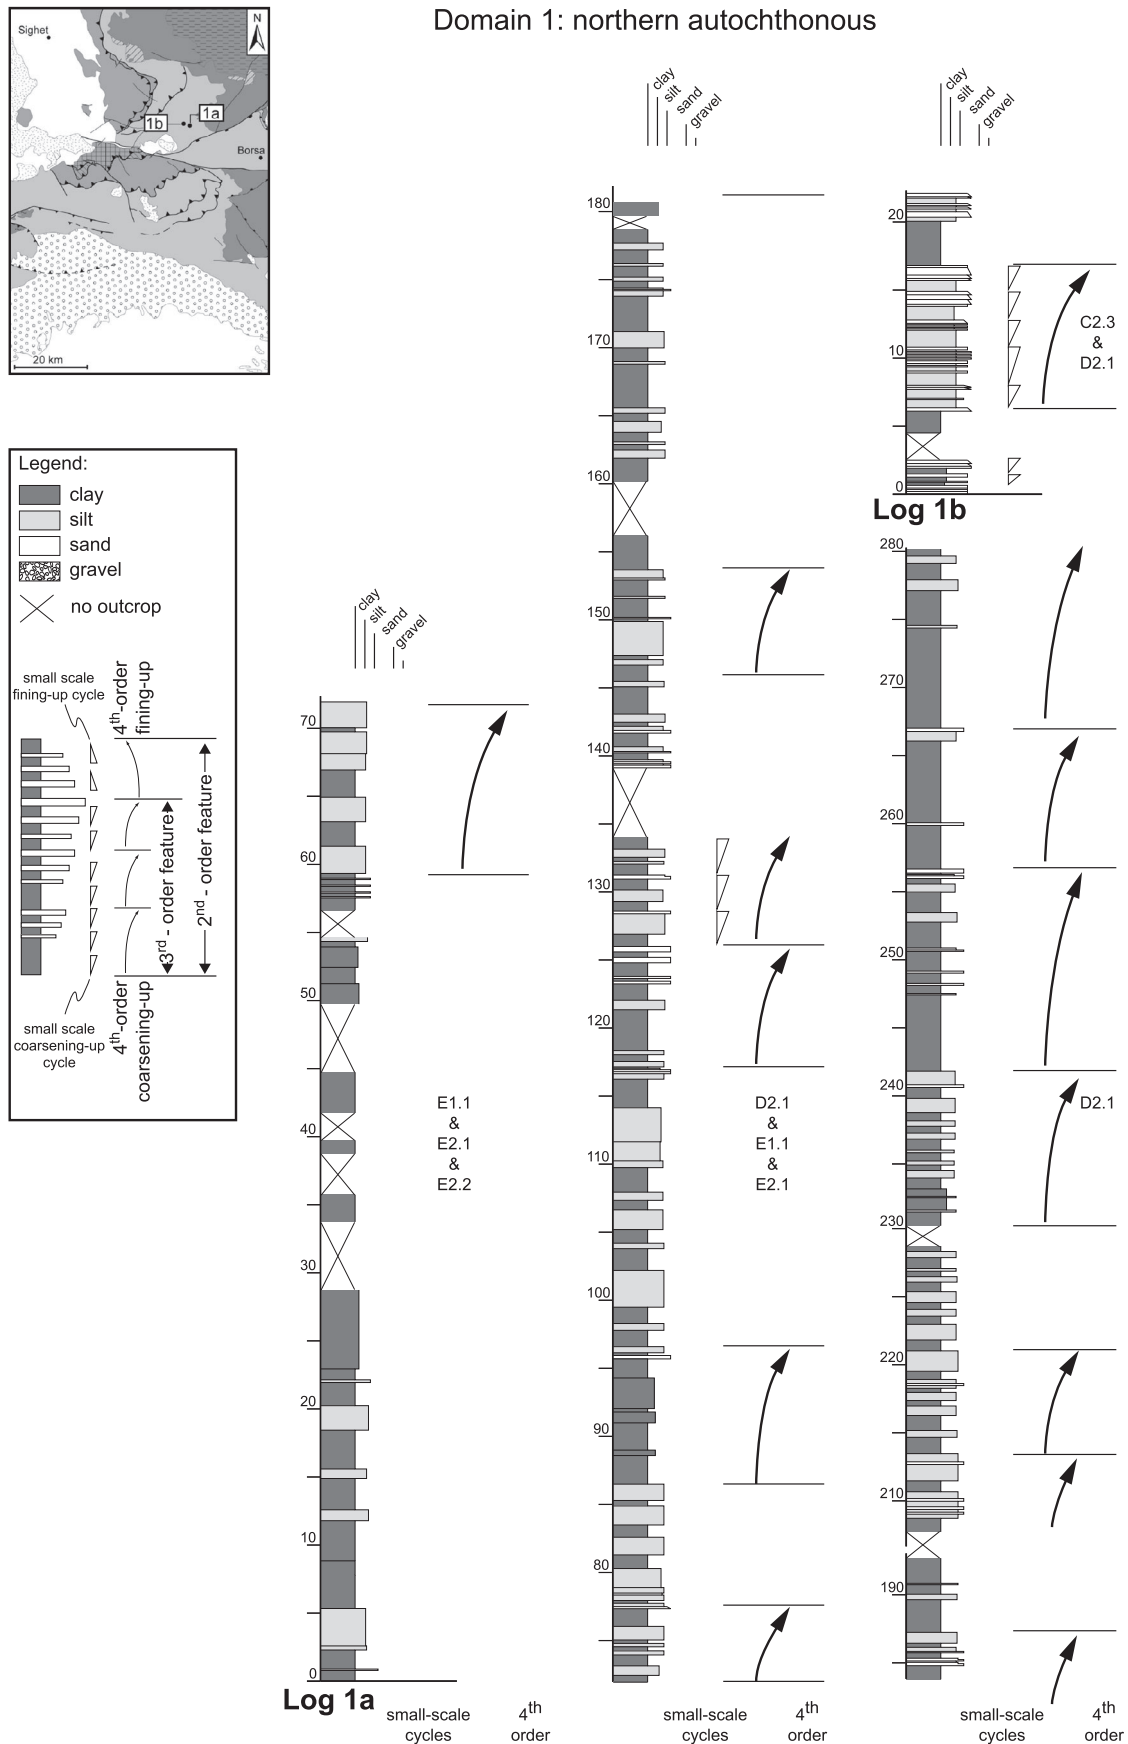 Domain 1: northern autochthonous
Sighet
N
1a
1b
Borsa
20 km
Legend:
clay
silt
sand
gravel
no outcrop
small scale
fining-up cycle
4th-order
fining-up
3rd - order feature
2nd - order feature
small scale
coarsening-up
cycle
4th-order
coarsening-up
clay
silt
sand
gravel
70
60
50
40
30
20
10
0
Log 1a
E1.1
&
E2.1
&
E2.2
small-scale
cycles
4th
order
clay
silt
sand
gravel
180
170
160
150
140
130
120
110
100
90
80
D2.1
&
E1.1
&
E2.1
small-scale
cycles
4th
order
clay
silt
sand
gravel
20
10
0
C2.3
&
D2.1
Log 1b
280
270
260
250
240
230
220
210
190
D2.1
small-scale
cycles
4th
order